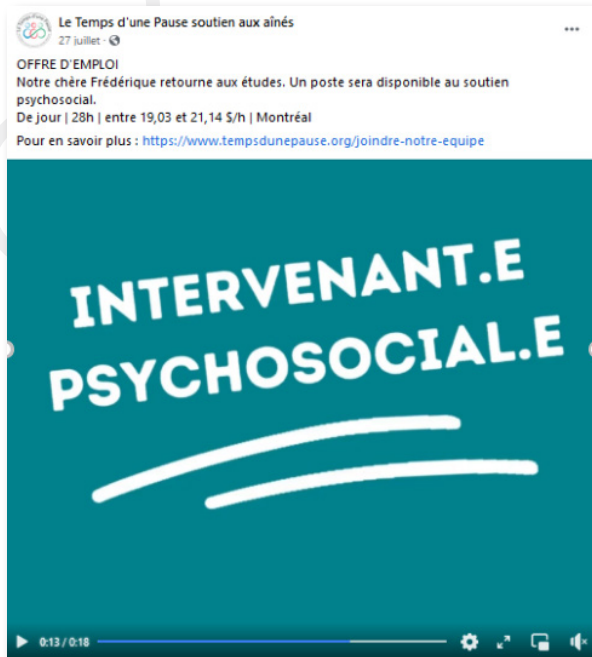 Le Temps d'une Pause soutien aux aînés
27 juillet ·
OFFRE D'EMPLOI
Notre chère Frédérique retourne aux études. Un poste sera disponible au soutien
psychosocial.
De jour | 28h | entre 19,03 et 21,14 $/h | Montréal
Pour en savoir plus : https://www.tempsdunepause.org/joindre-notre-equipe
INTERVENANT.E
PSYCHOSOCIAL.E
0:13 / 0:18